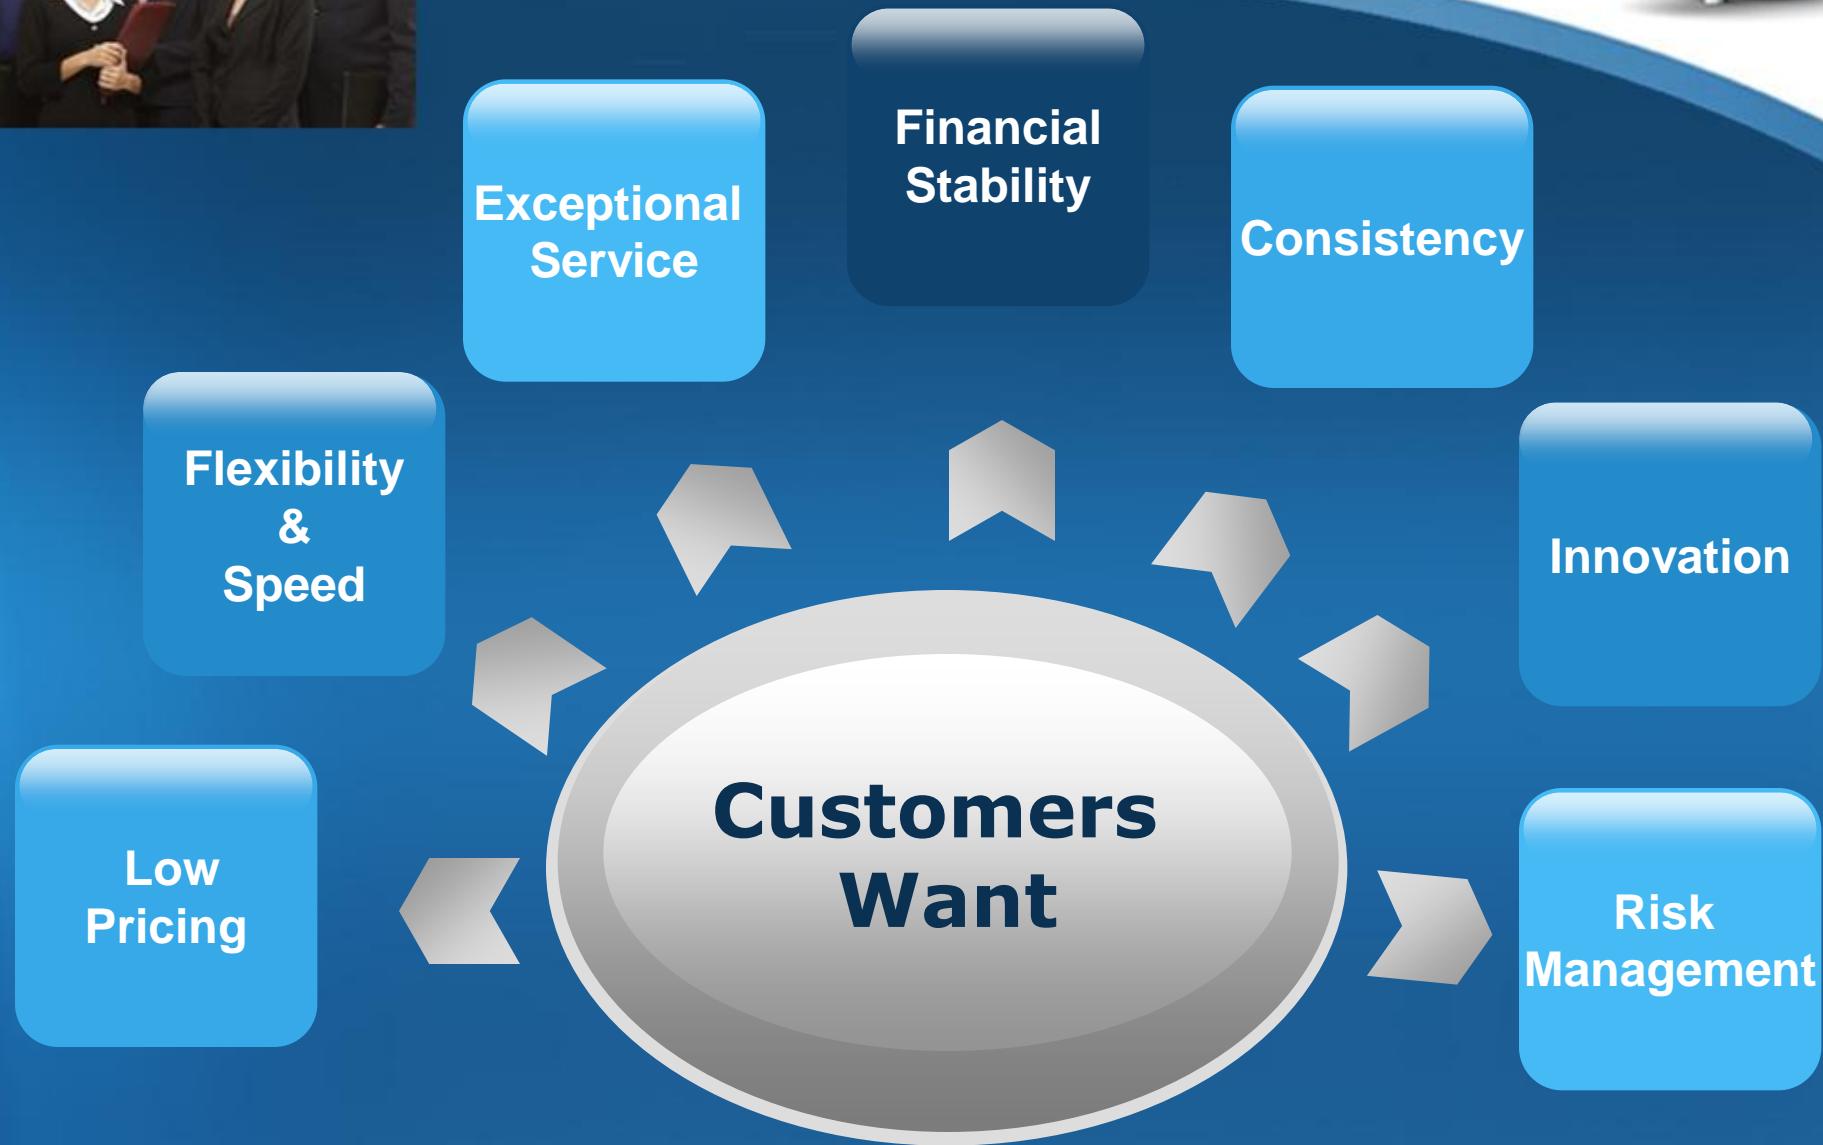 Financial
Stability
Exceptional
Service
Consistency
Flexibility
&
Speed
Innovation
Customers
Want
Low
Pricing
Risk
Management